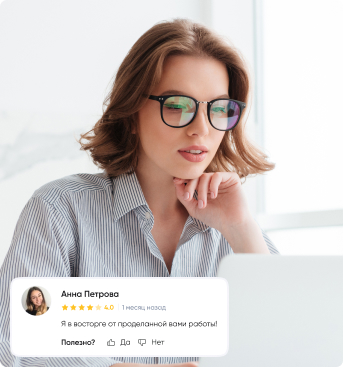 Анна Петрова
4.0 1 месяц назад
Я в восторге от проделанной вами работы!
Полезно? Да Нет